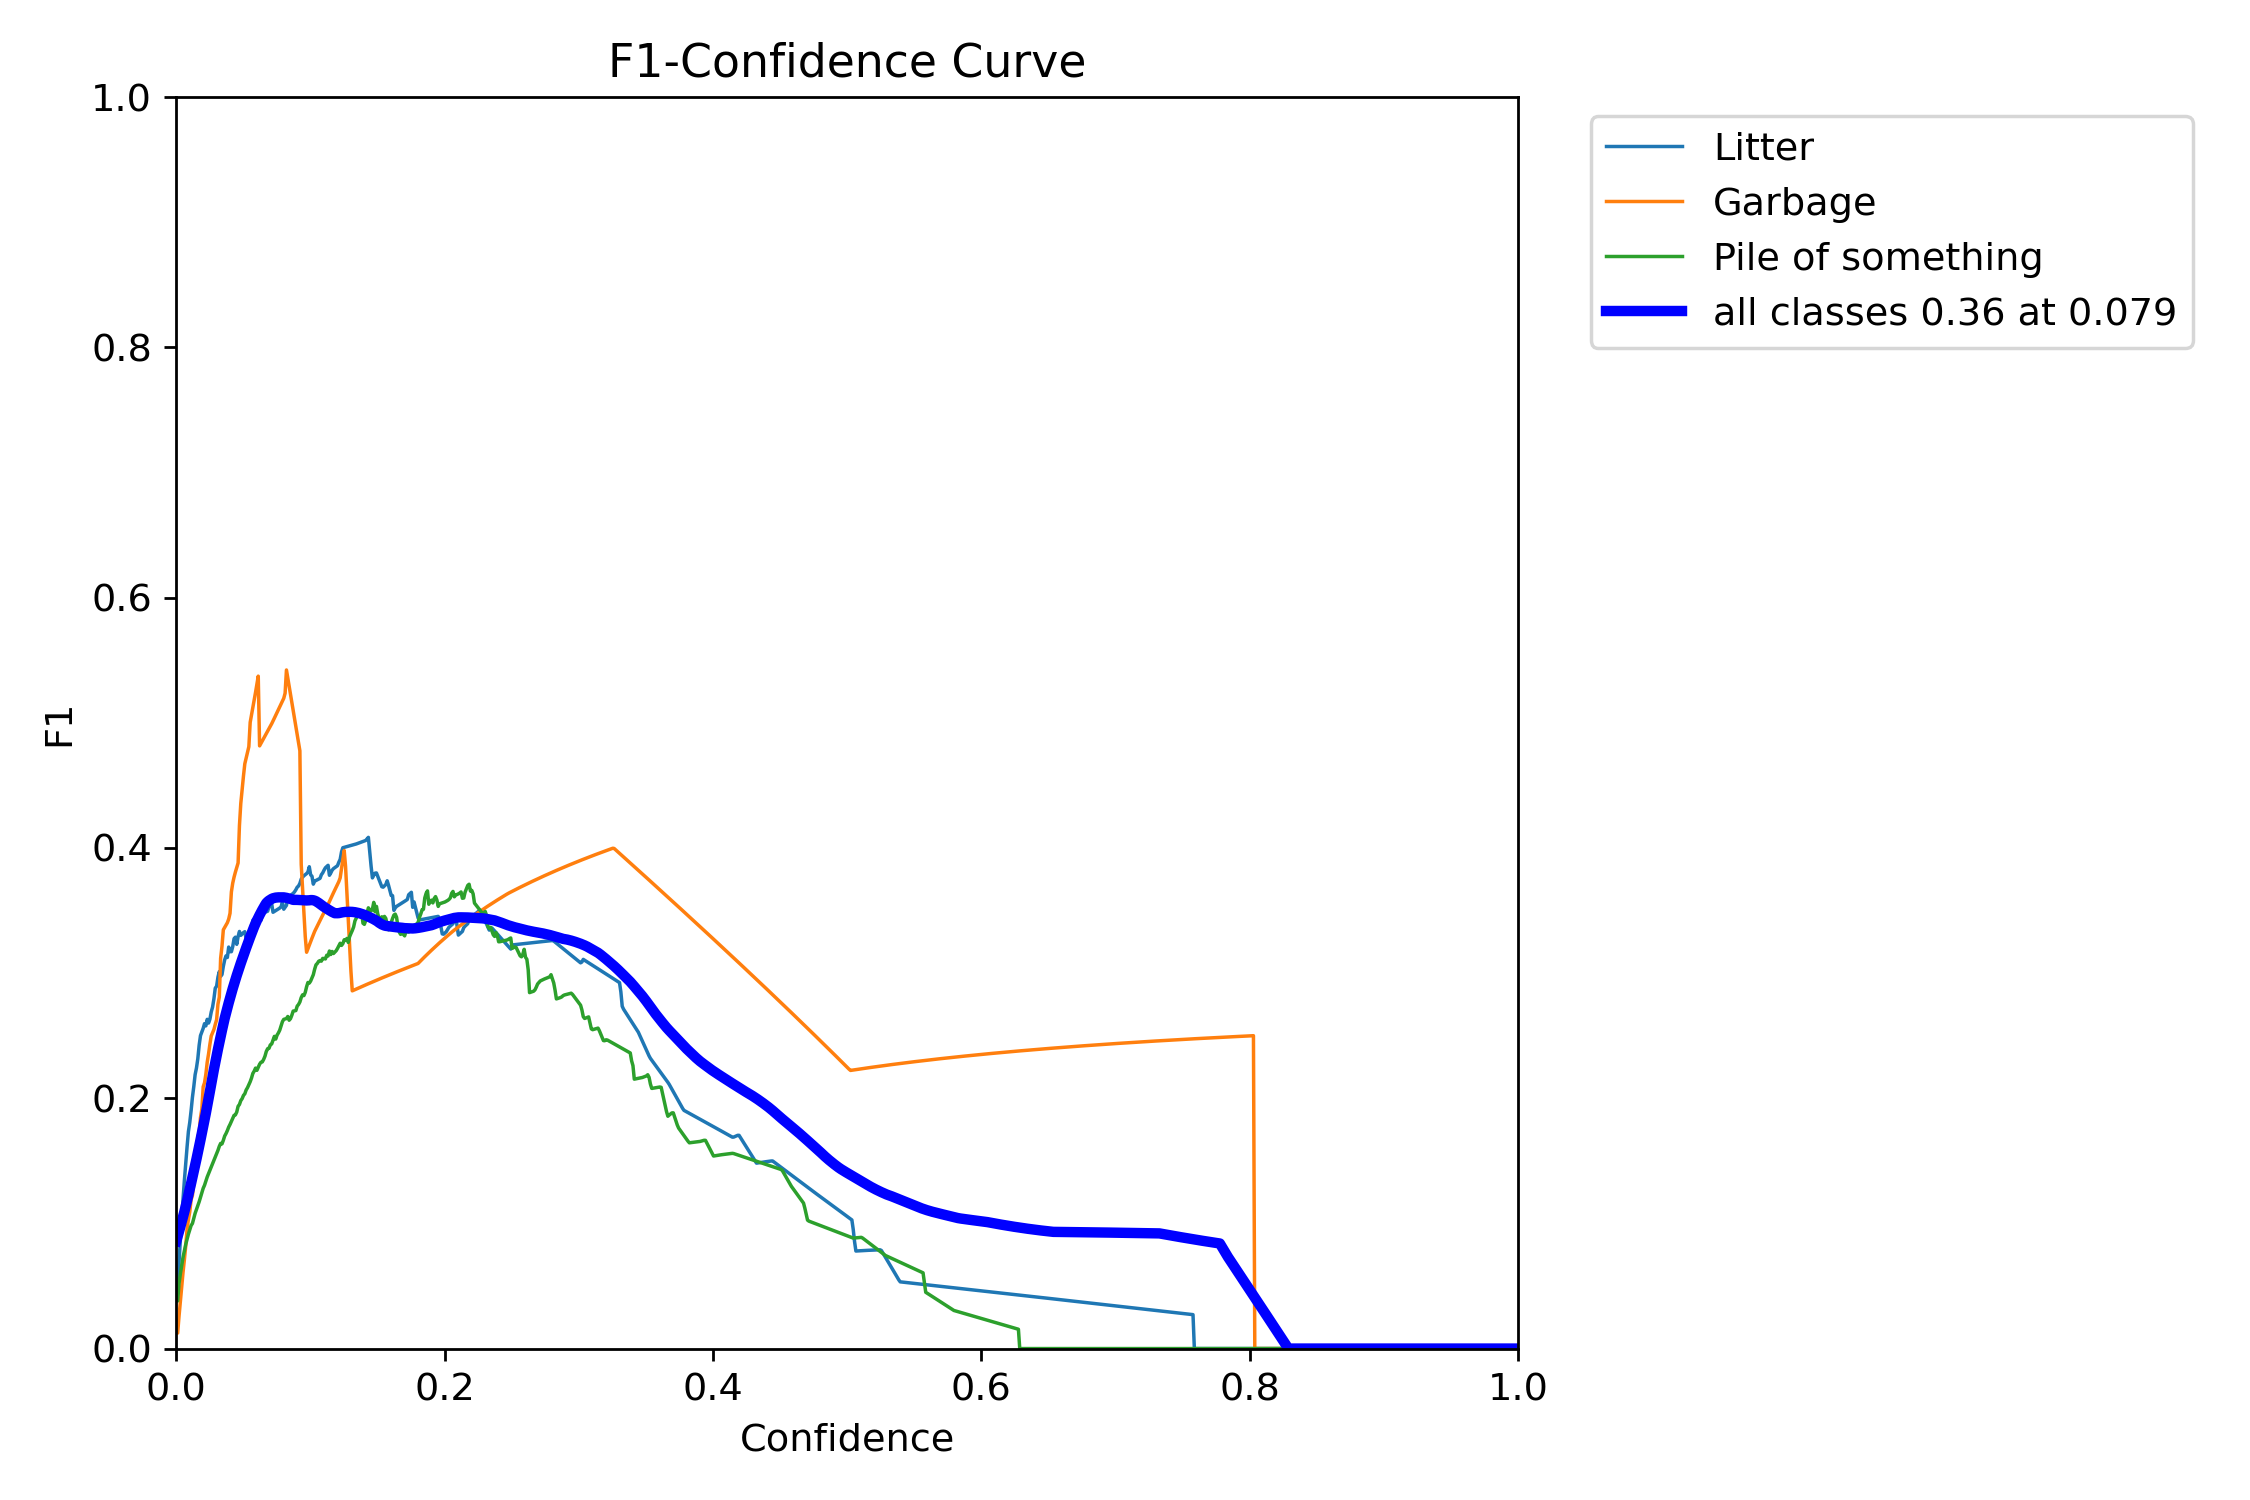 F1-Confidence Curve
1.0
0.8
0.6
0.4
0.2
0.0
F1
0.0 0.2 0.4 0.6 0.8 1.0
Confidence
Litter
Garbage
Pile of something
all classes 0.36 at 0.079